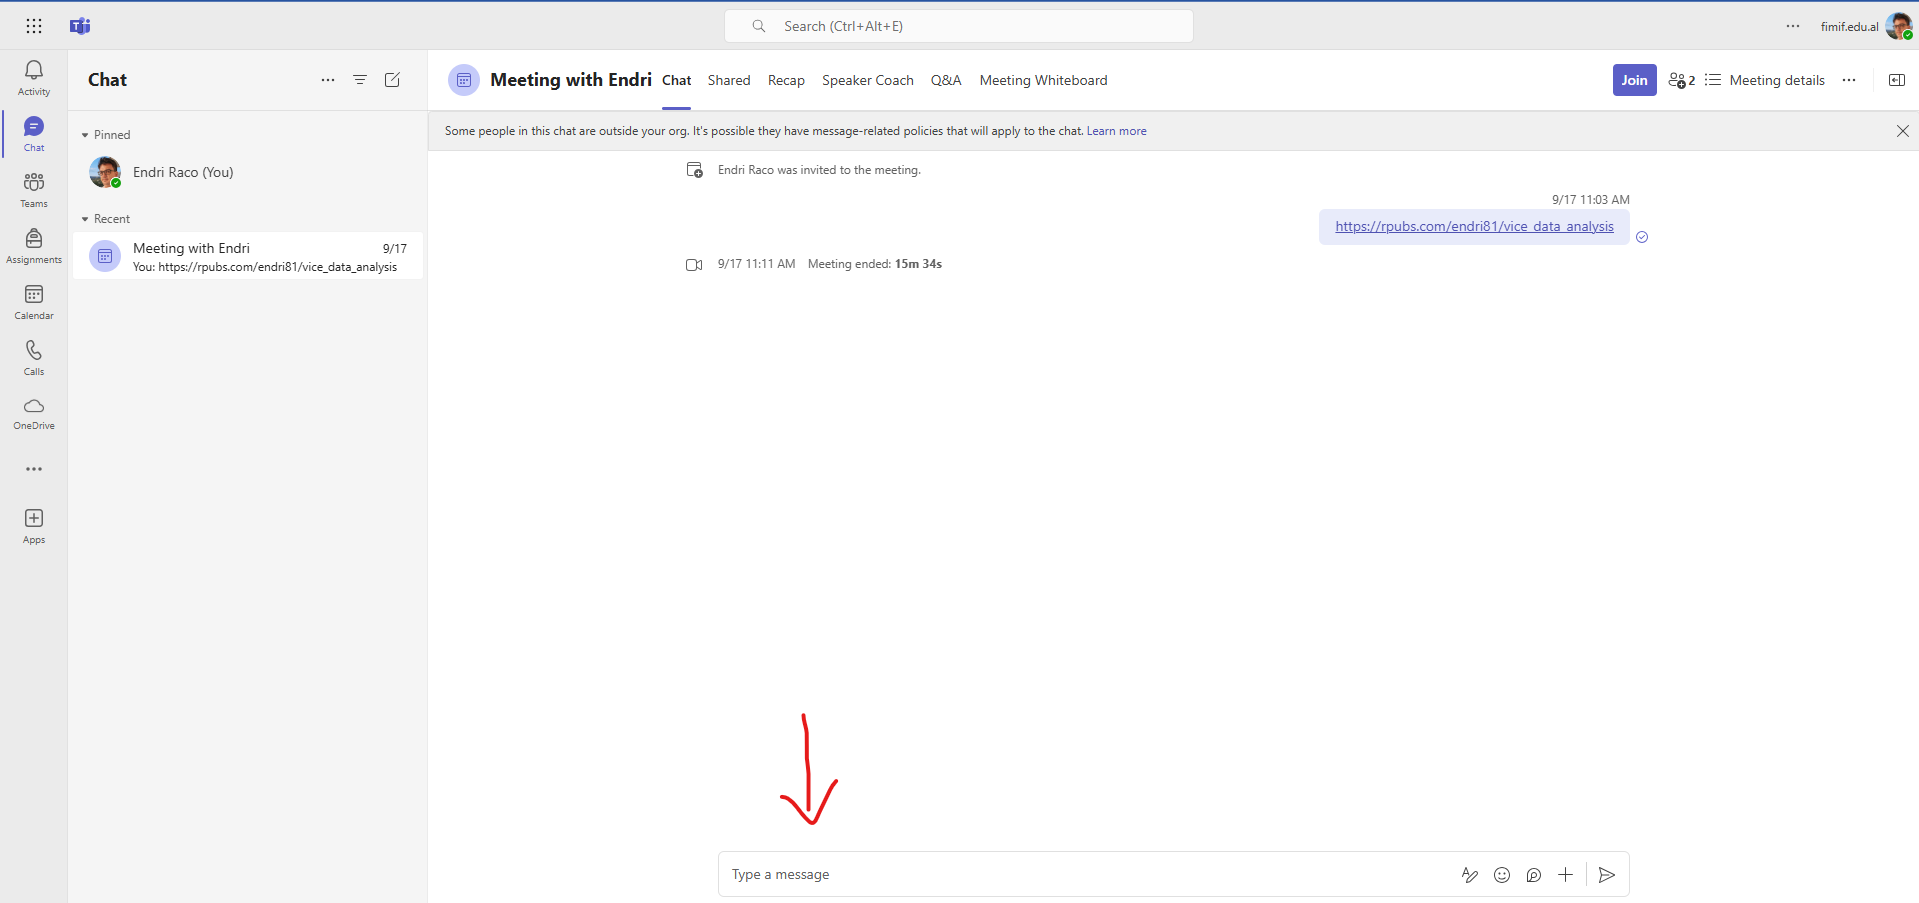 Search (Ctrl+Alt+E)
fimif.edu.al
Activity
Chat
Teams
Assignments
Calendar
Calls
OneDrive
Apps
Chat
Pinned
Endri Raco (You)
Recent
Meeting with Endri 9/17
You: https://rpubs.com/endri81/vice_data_analysis
Meeting with Endri Chat Shared Recap Speaker Coach Q&A Meeting Whiteboard Join 2 Meeting details
Some people in this chat are outside your org. It's possible they have message-related policies that will apply to the chat. Learn more
Endri Raco was invited to the meeting.
9/17 11:03 AM
https://rpubs.com/endri81/vice_data_analysis
9/17 11:11 AM Meeting ended: 15m 34s
Type a message